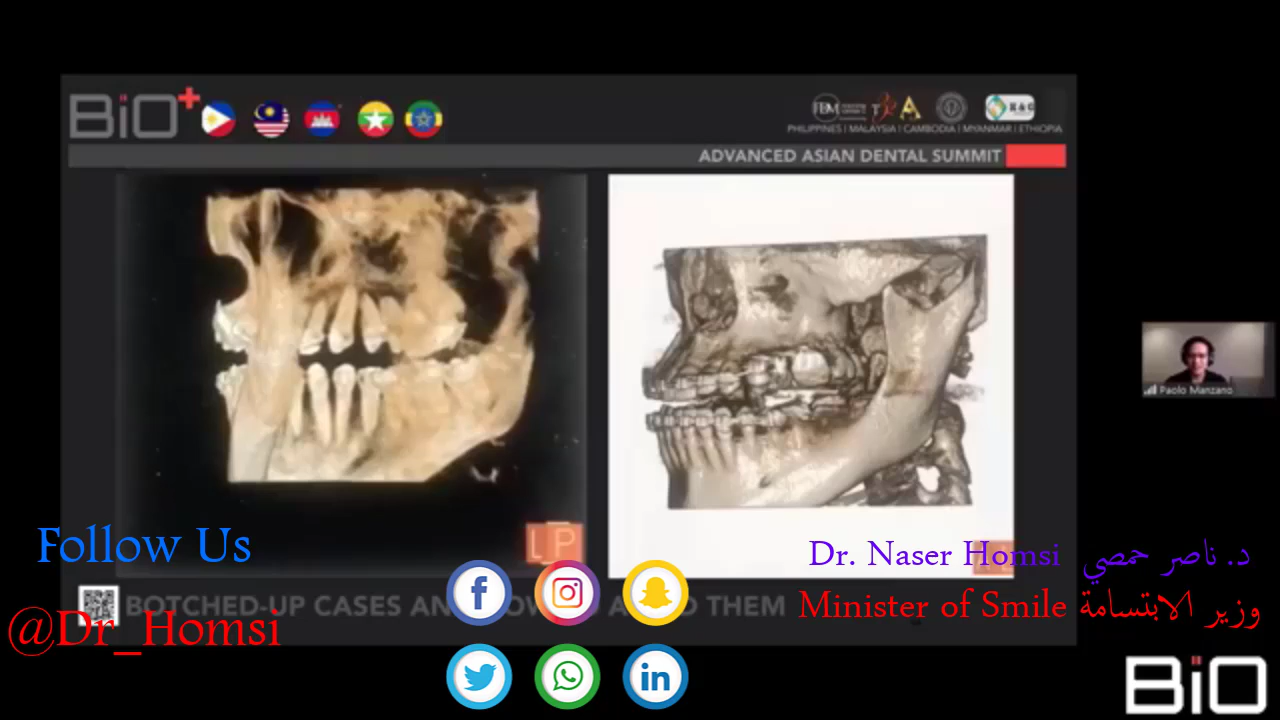 BiO+
PHILIPPINES | MALAYSIA | CAMBODIA | MYANMAR | ETHIOPIA
ADVANCED ASIAN DENTAL SUMMIT
Paolo Manzano
L P
Follow Us
Dr. Naser Homsi د. ناصر حمصي
BOTCHED-UP CASES AN THEM
@Dr_Homsi
Minister of Smile وزير الابتسامة
BiO